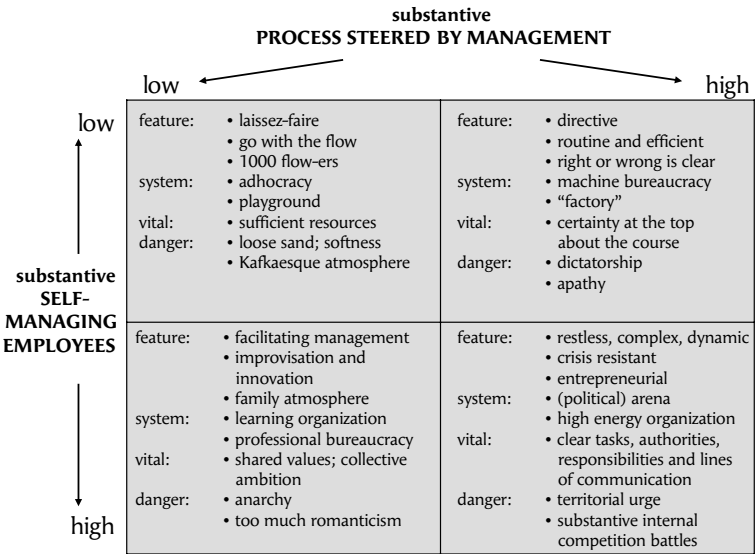 substantive
PROCESS STEERED BY MANAGEMENT
low
high
low
feature: • laissez-faire
• go with the flow
• 1000 flow-ers
system: • adhocracy
• playground
vital: • sufficient resources
danger: • loose sand; softness
• Kafkaesque atmosphere
feature: • directive
• routine and efficient
• right or wrong is clear
system: • machine bureaucracy
• “factory”
vital: • certainty at the top
about the course
danger: • dictatorship
• apathy
substantive
SELF-
MANAGING
EMPLOYEES
feature: • facilitating management
• improvisation and
innovation
• family atmosphere
system: • learning organization
• professional bureaucracy
vital: • shared values; collective
ambition
danger: • anarchy
• too much romanticism
feature: • restless, complex, dynamic
• crisis resistant
• entrepreneurial
system: • (political) arena
• high energy organization
vital: • clear tasks, authorities,
responsibilities and lines
of communication
danger: • territorial urge
• substantive internal
competition battles
high